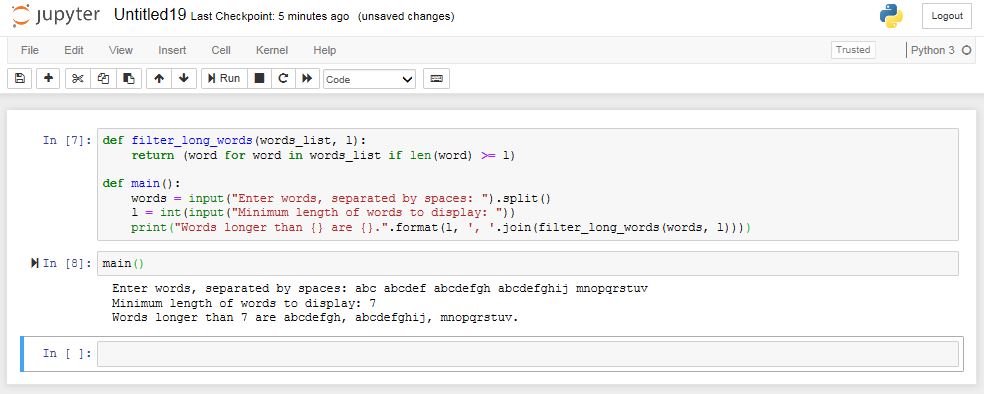 jupyter Untitled19 Last Checkpoint: 5 minutes ago (unsaved changes) Logout
File Edit View Insert Cell Kernel Help Trusted Python 3
Run Code
In [7]: def filter_long_words(words_list, l):
return (word for word in words_list if len(word) >= l)
def main():
words = input("Enter words, separated by spaces: ").split()
l = int(input("Minimum length of words to display: "))
print("Words longer than {} are {}.".format(l, ', '.join(filter_long_words(words, l))))
In [8]: main()
Enter words, separated by spaces: abc abcdef abcdefgh abcdefghij mnopqrstuv
Minimum length of words to display: 7
Words longer than 7 are abcdefgh, abcdefghij, mnopqrstuv.
In [ ]: